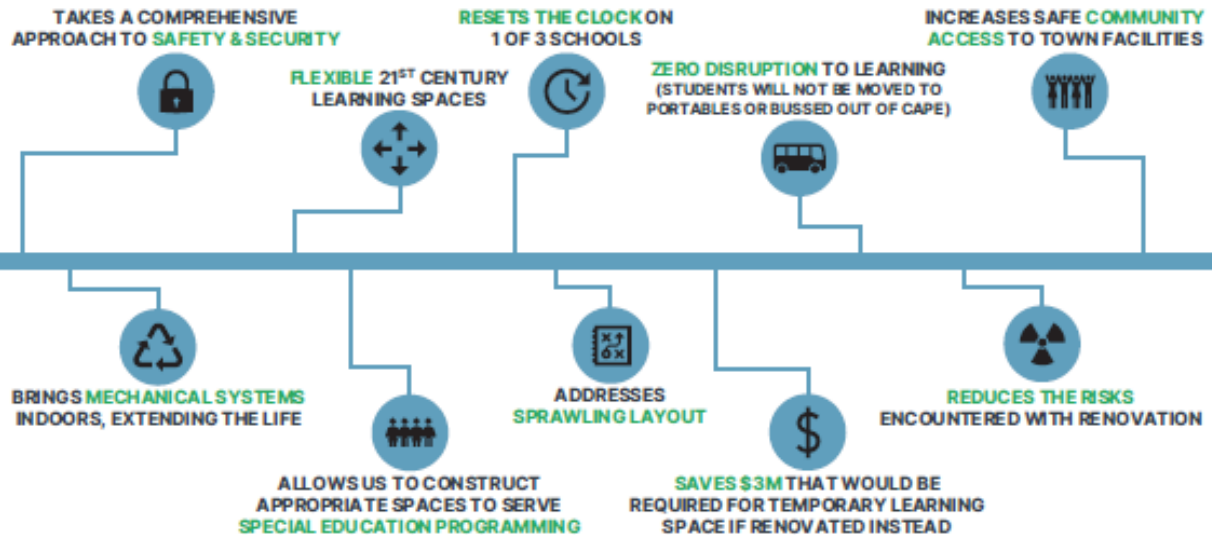 TAKES A COMPREHENSIVE
APPROACH TO SAFETY & SECURITY
FLEXIBLE 21ST CENTURY
LEARNING SPACES
RESETS THE CLOCK ON
1 OF 3 SCHOOLS
ZERO DISRUPTION TO LEARNING
(STUDENTS WILL NOT BE MOVED TO
PORTABLES OR BUSSED OUT OF CAPE)
INCREASES SAFE COMMUNITY
ACCESS TO TOWN FACILITIES
BRINGS MECHANICAL SYSTEMS
INDOORS, EXTENDING THE LIFE
ALLOWS US TO CONSTRUCT
APPROPRIATE SPACES TO SERVE
SPECIAL EDUCATION PROGRAMMING
ADDRESSES
SPRAWLING LAYOUT
$
SAVES $3M THAT WOULD BE
REQUIRED FOR TEMPORARY LEARNING
SPACE IF RENOVATED INSTEAD
REDUCES THE RISKS
ENCOUNTERED WITH RENOVATION